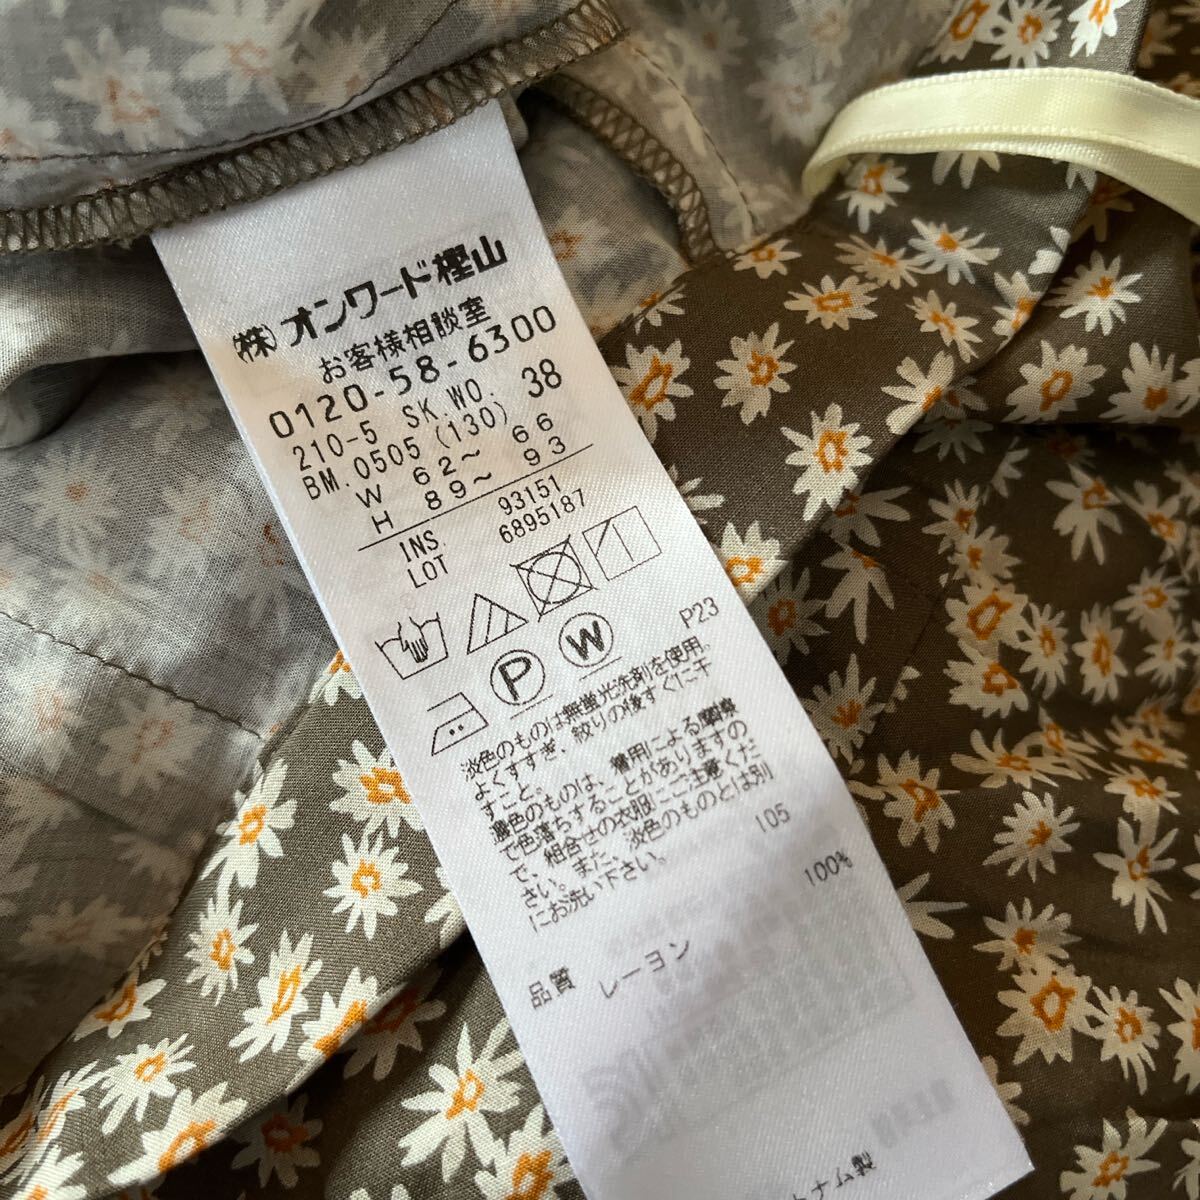 (株)オンワード樫山
お客様相談室
0120-58-6300
210-5 SK.WO. 38
BM.0505 (130)
W 62～ 66
H 89～ 93
INS. 93151
LOT 6895187
P W
P23
淡色のものは無蛍光洗剤を使用。
よくすすぎ、絞りの後すぐに干
すこと。
濃色のものは、着用による摩擦
で色落ちすることがありますの
で、組合せの衣服にご注意くだ
さい。また、淡色のものとは別
にお洗い下さい。
105
品質 レーヨン 100%
トナム製